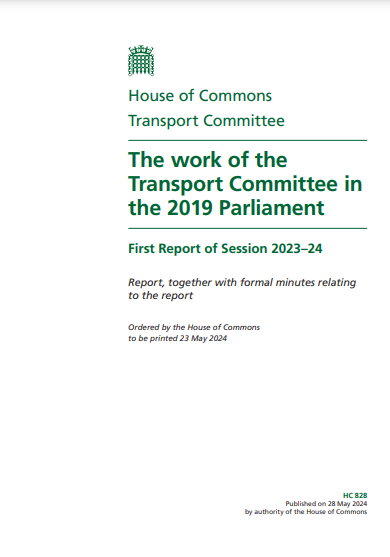 House of Commons
Transport Committee
The work of the
Transport Committee in
the 2019 Parliament
First Report of Session 2023–24
Report, together with formal minutes relating
to the report
Ordered by the House of Commons
to be printed 23 May 2024
HC 828
Published on 28 May 2024
by authority of the House of Commons